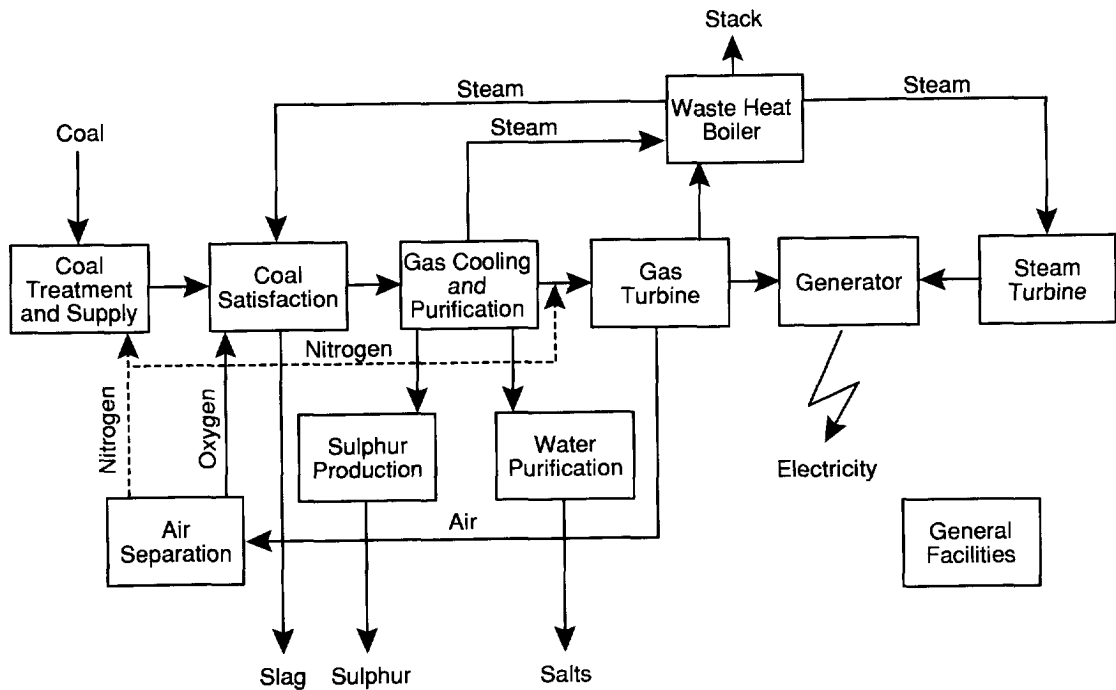 Stack
Steam
Waste Heat
Boiler
Steam
Steam
Coal
Coal
Treatment
and Supply
Coal
Satisfaction
Gas Cooling
and
Purification
Gas
Turbine
Generator
Steam
Turbine
Nitrogen
Nitrogen
Oxygen
Sulphur
Production
Water
Purification
Electricity
Air
Separation
Air
General
Facilities
Slag
Sulphur
Salts